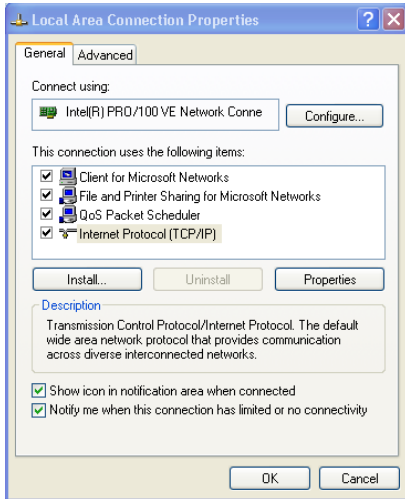 Local Area Connection Properties
General
Advanced
Connect using:
Intel(R) PRO/100 VE Network Conne
Configure...
This connection uses the following items:
Client for Microsoft Networks
File and Printer Sharing for Microsoft Networks
QoS Packet Scheduler
Internet Protocol (TCP/IP)
Install...
Uninstall
Properties
Description
Transmission Control Protocol/Internet Protocol. The default
wide area network protocol that provides communication
across diverse interconnected networks.
Show icon in notification area when connected
Notify me when this connection has limited or no connectivity
OK
Cancel